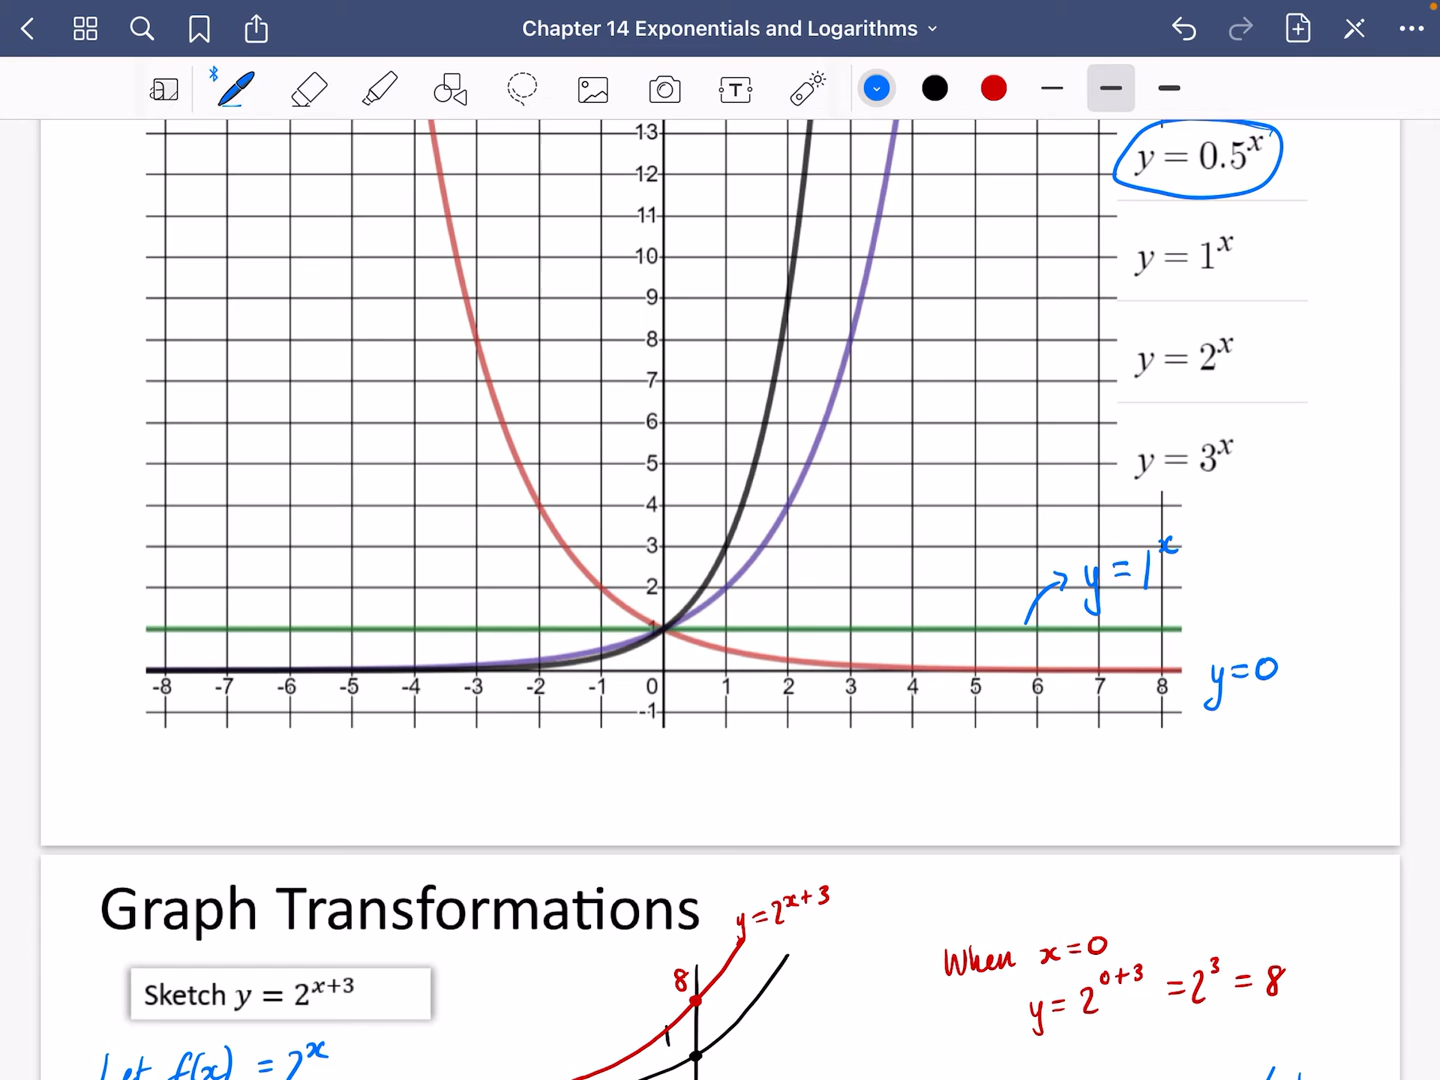 Chapter 14 Exponentials and Logarithms
T
13
12
11
10
9
8
7
6
5
4
3
2
1
-8 -7 -6 -5 -4 -3 -2 -1 0 1 2 3 4 5 6 7 8
-1
y = 0.5^x
y = 1^x
y = 2^x
y = 3^x
y = 1^x
y = 0
Graph Transformations
Sketch y = 2^{x+3}
Let f(x) = 2^x
y = 2^{x+3}
8
1
When x = 0
y = 2^{0+3} = 2^3 = 8